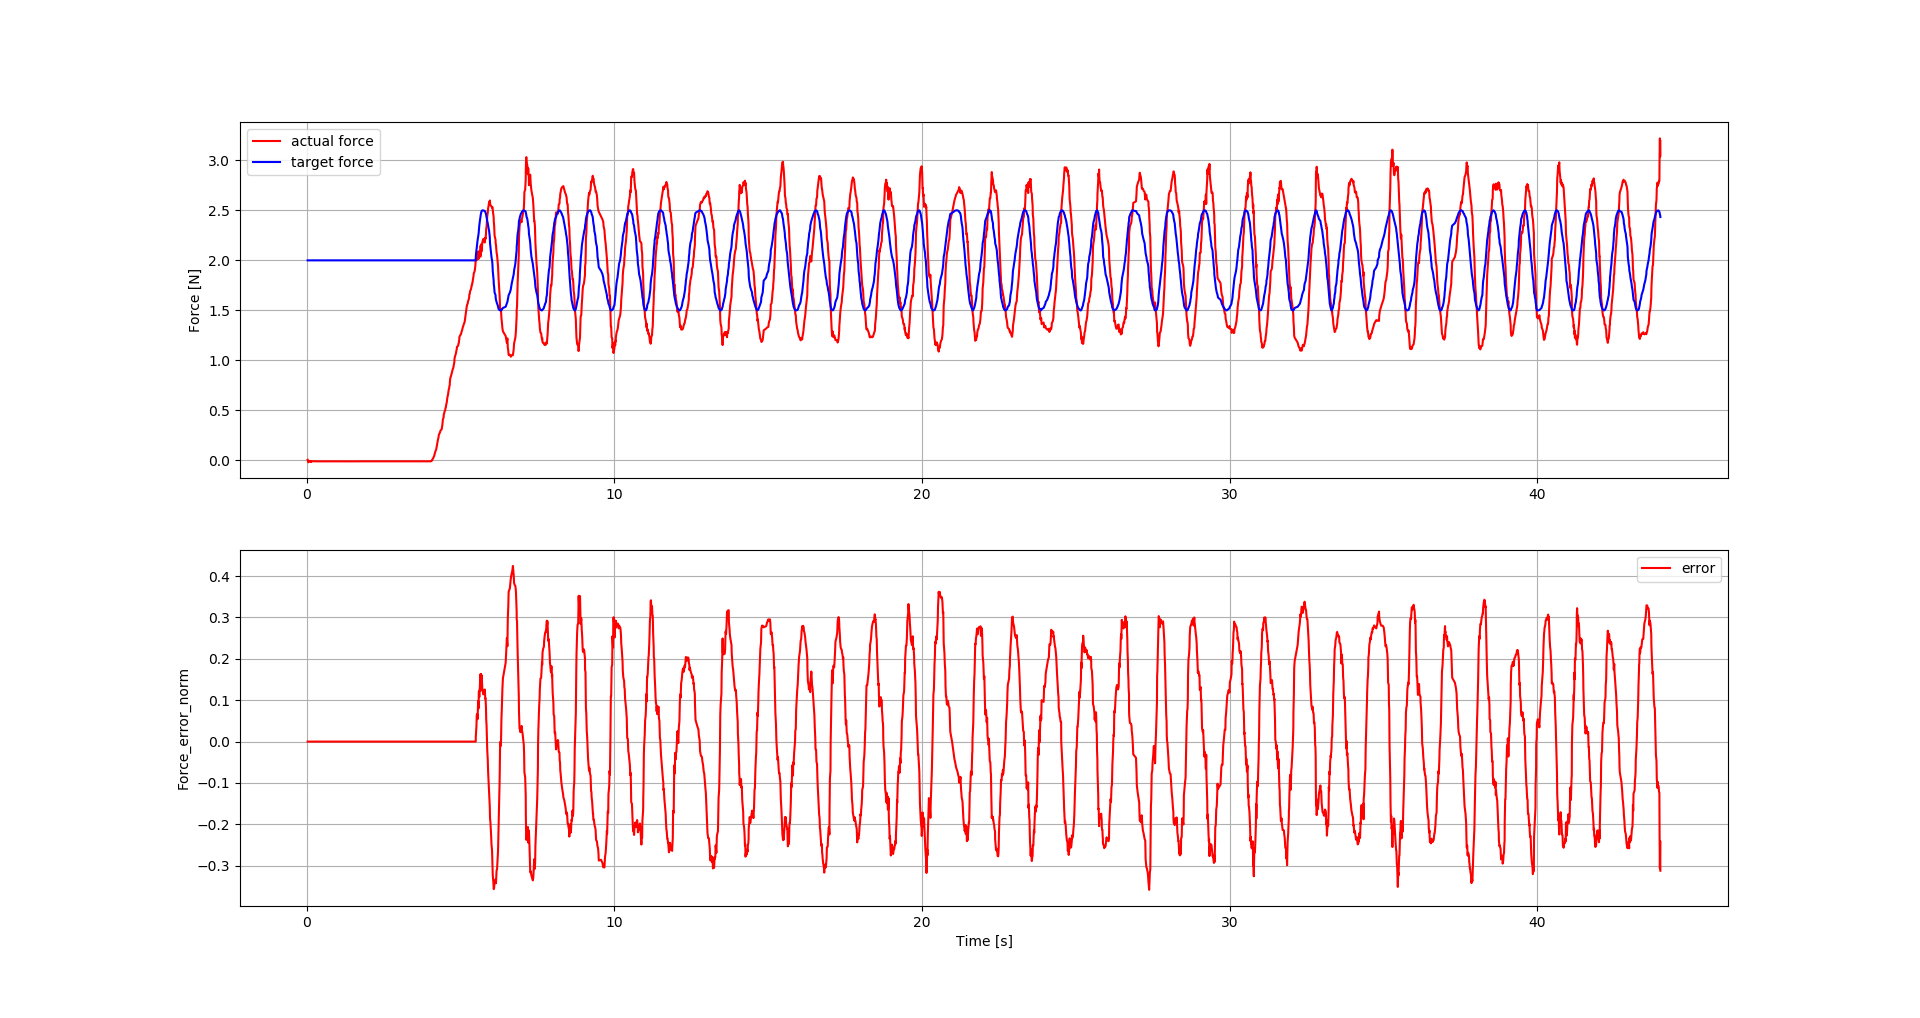 actual force
target force
3.0
2.5
2.0
1.5
1.0
0.5
0.0
Force [N]
0 10 20 30 40
error
0.4
0.3
0.2
0.1
0.0
−0.1
−0.2
−0.3
Force_error_norm
0 10 20 30 40
Time [s]